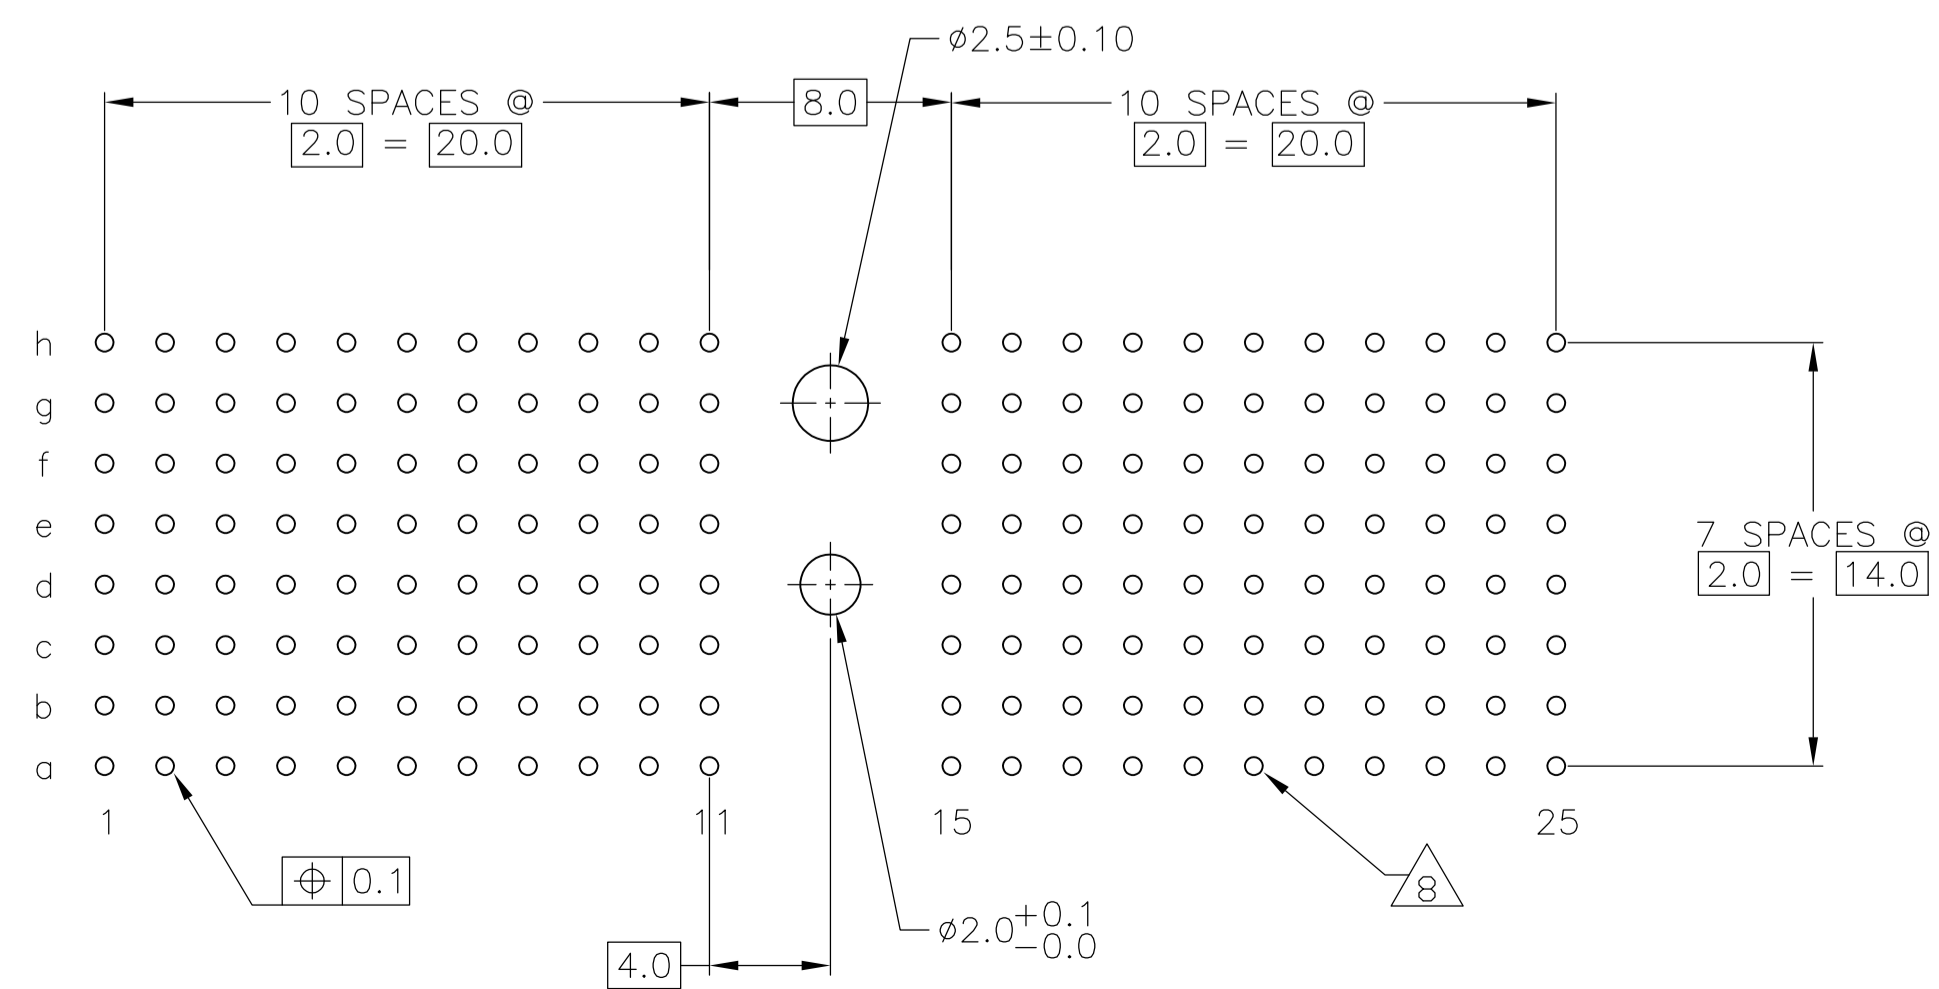 ⌀2.5±0.10
10 SPACES @
2.0 = 20.0
8.0
10 SPACES @
2.0 = 20.0
h
g
f
e
d
c
b
a
7 SPACES @
2.0 = 14.0
1
11
15
25
⌖ 0.1
8
⌀2.0 +0.1
-0.0
4.0